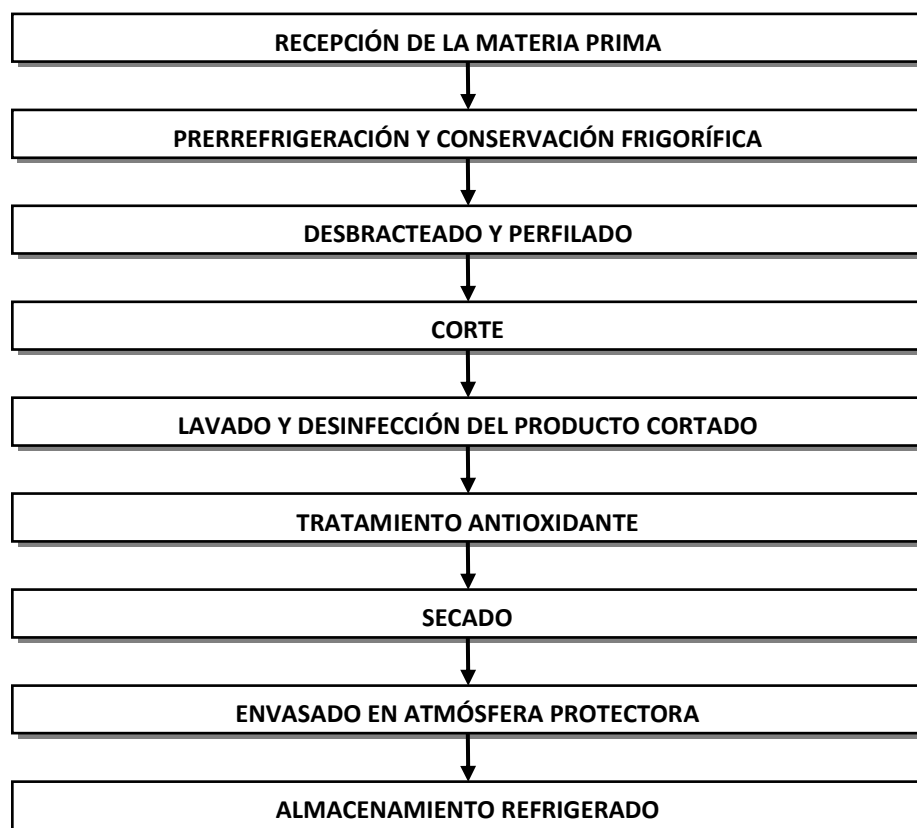 RECEPCIÓN DE LA MATERIA PRIMA
PRERREFRIGERACIÓN Y CONSERVACIÓN FRIGORÍFICA
DESBRACTEADO Y PERFILADO
CORTE
LAVADO Y DESINFECCIÓN DEL PRODUCTO CORTADO
TRATAMIENTO ANTIOXIDANTE
SECADO
ENVASADO EN ATMÓSFERA PROTECTORA
ALMACENAMIENTO REFRIGERADO